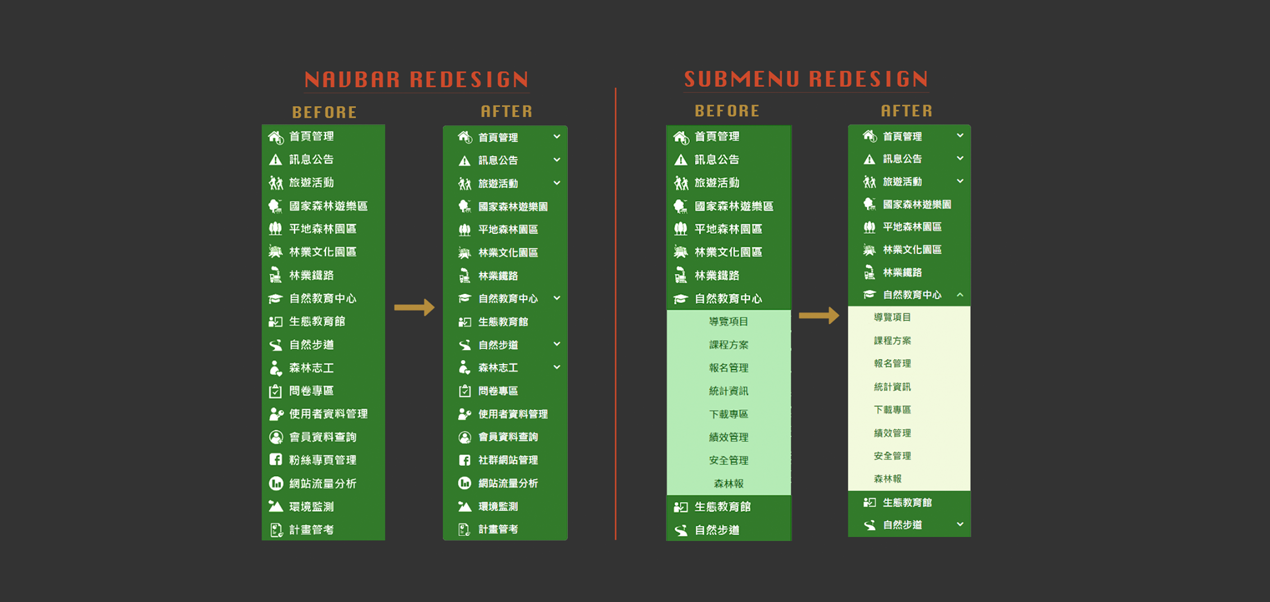 NAVBAR REDESIGN
BEFORE
首頁管理
訊息公告
旅遊活動
國家森林遊樂區
平地森林園區
林業文化園區
林業鐵路
自然教育中心
生態教育館
自然步道
森林志工
問卷專區
使用者資料管理
會員資料查詢
粉絲專頁管理
網站流量分析
環境監測
計畫管考
AFTER
首頁管理
訊息公告
旅遊活動
國家森林遊樂園
平地森林園區
林業文化園區
林業鐵路
自然教育中心
生態教育館
自然步道
森林志工
問卷專區
使用者資料管理
會員資料查詢
社群網站管理
網站流量分析
環境監測
計畫管考
SUBMENU REDESIGN
BEFORE
首頁管理
訊息公告
旅遊活動
國家森林遊樂區
平地森林園區
林業文化園區
林業鐵路
自然教育中心
導覽項目
課程方案
報名管理
統計資訊
下載專區
績效管理
安全管理
森林報
生態教育館
自然步道
AFTER
首頁管理
訊息公告
旅遊活動
國家森林遊樂園
平地森林園區
林業文化園區
林業鐵路
自然教育中心
導覽項目
課程方案
報名管理
統計資訊
下載專區
績效管理
安全管理
森林報
生態教育館
自然步道